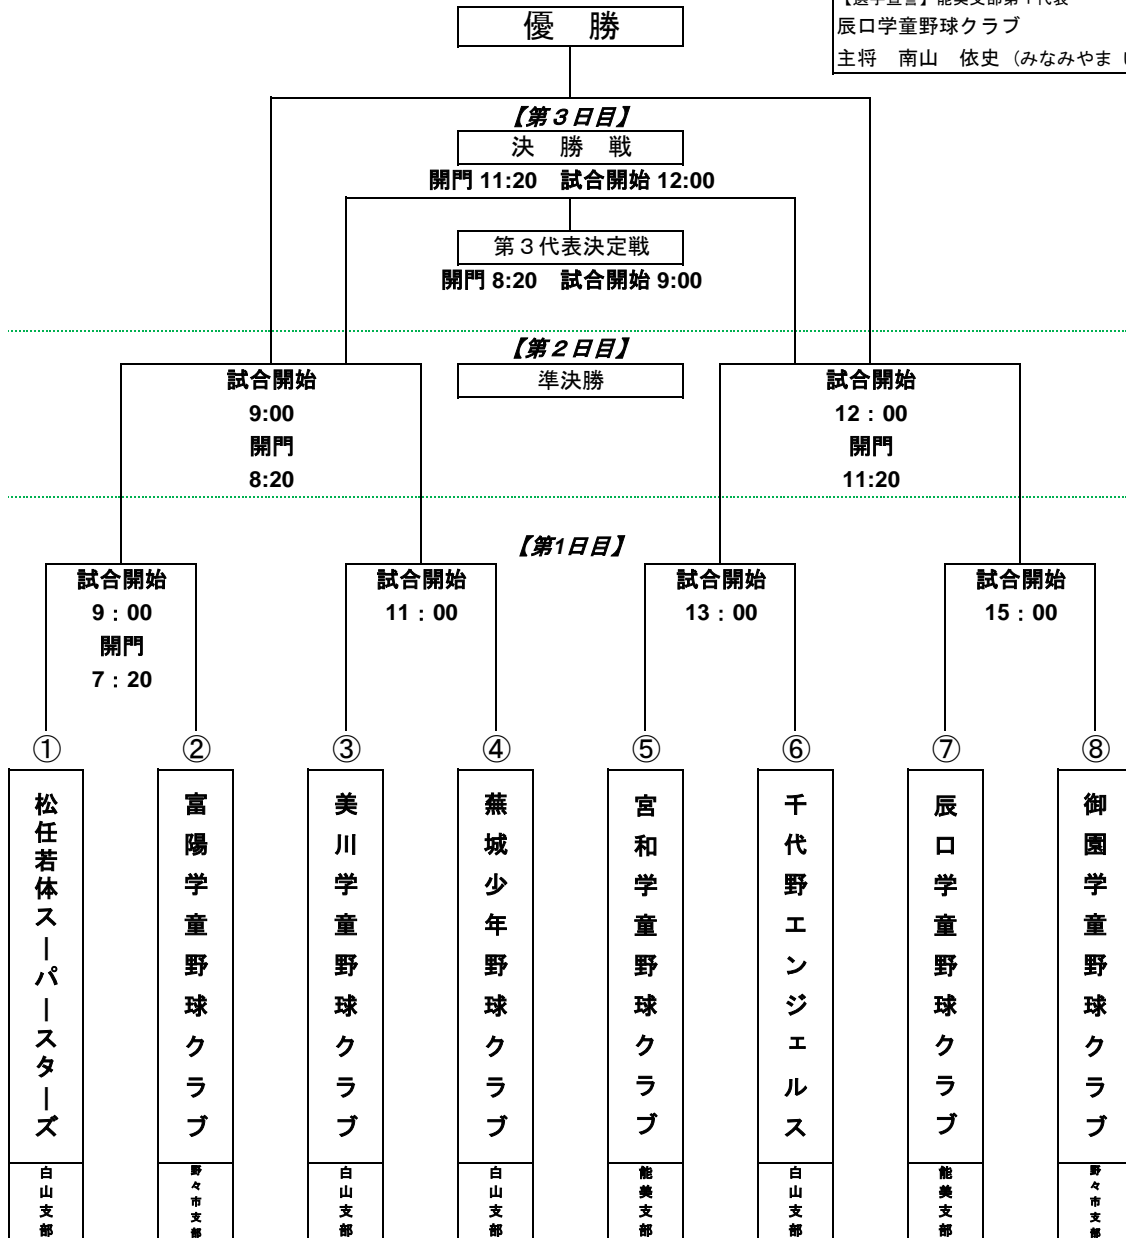 優　勝
【選手宣誓】能美支部第１代表
辰口学童野球クラブ
主将　南山　依史（みなみやま
【第３日目】
決　勝　戦
開門 11:20　試合開始 12:00
第３代表決定戦
開門 8:20　試合開始 9:00
【第２日目】
準決勝
試合開始
9:00
開門
8:20
試合開始
12：00
開門
11:20
【第1日目】
試合開始
9：00
開門
7：20
試合開始
11：00
試合開始
13：00
試合開始
15：00
①
松任若体スーパースターズ
白山支部
②
富陽学童野球クラブ
野々市支部
③
美川学童野球クラブ
白山支部
④
蕪城少年野球クラブ
白山支部
⑤
宮和学童野球クラブ
能美支部
⑥
千代野エンジェルス
白山支部
⑦
辰口学童野球クラブ
能美支部
⑧
御園学童野球クラブ
野々市支部